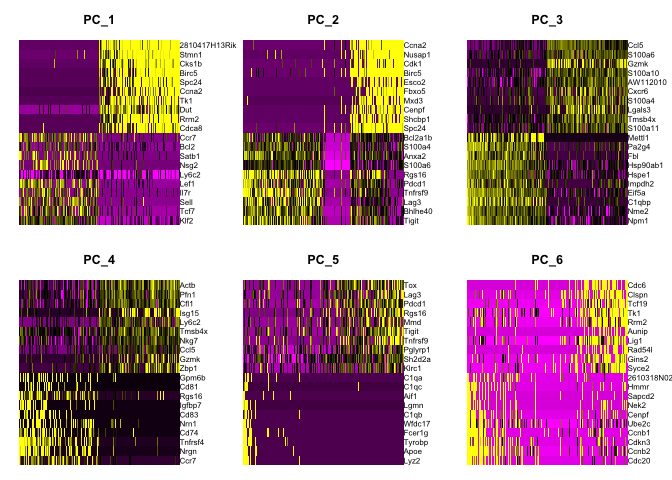 PC_1
2810417H13Rik
Stmn1
Cks1b
Birc5
Spc24
Ccna2
Tk1
Dut
Rrm2
Cdca8
Ccr7
Bcl2
Satb1
Nsg2
Ly6c2
Lef1
Il7r
Sell
Tcf7
Klf2
PC_2
Ccna2
Nusap1
Cdk1
Birc5
Esco2
Fbxo5
Mxd3
Cenpf
Shcbp1
Spc24
Bcl2a1b
S100a4
Anxa2
S100a6
Rgs16
Pdcd1
Tnfrsf9
Lag3
Bhlhe40
Tigit
PC_3
Ccl5
S100a6
Gzmk
S100a10
AW112010
Cxcr6
S100a4
Lgals3
Tmsb4x
S100a11
Mettl1
Pa2g4
Fbl
Hsp90ab1
Hspe1
Impdh2
Eif5a
C1qbp
Nme2
Npm1
PC_4
Actb
Pfn1
Cfl1
Isg15
Ly6c2
Tmsb4x
Nkg7
Ccl5
Gzmk
Zbp1
Gpm6b
Cd81
Rgs16
Igfbp7
Cd83
Nrn1
Cd74
Tnfrsf4
Nrgn
Ccr7
PC_5
Tox
Lag3
Pdcd1
Rgs16
Mmd
Tigit
Tnfrsf9
Pglyrp1
Sh2d2a
Klrc1
C1qa
C1qc
Aif1
Lgmn
C1qb
Wfdc17
Fcer1g
Tyrobp
Apoe
Lyz2
PC_6
Cdc6
Clspn
Tcf19
Tk1
Rrm2
Aunip
Lig1
Rad54l
Gins2
Syce2
2610318N02
Hmmr
Sapcd2
Nek2
Cenpf
Ube2c
Ccnb1
Cdkn3
Ccnb2
Cdc20